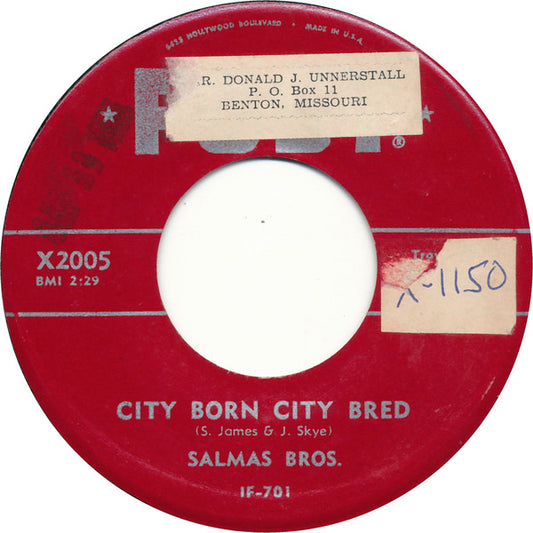 6425 HOLLYWOOD BOULEVARD • MADE IN U.S.A.
R. DONALD J. UNNERSTALL
P. O. Box 11
BENTON, MISSOURI
X2005
BMI 2:29
X-1150
CITY BORN CITY BRED
(S. James & J. Skye)
SALMAS BROS.
IF-701